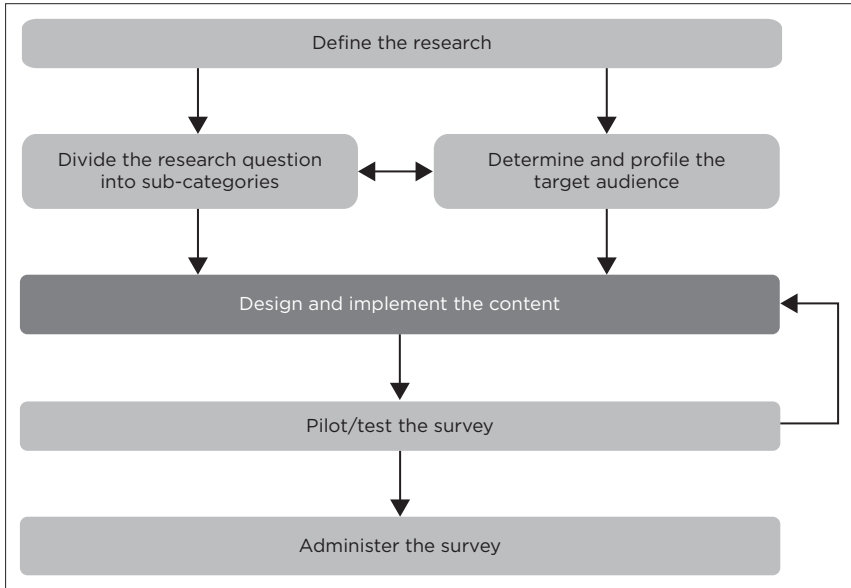 Define the research
Divide the research question
into sub-categories
Determine and profile the
target audience
Design and implement the content
Pilot/test the survey
Administer the survey